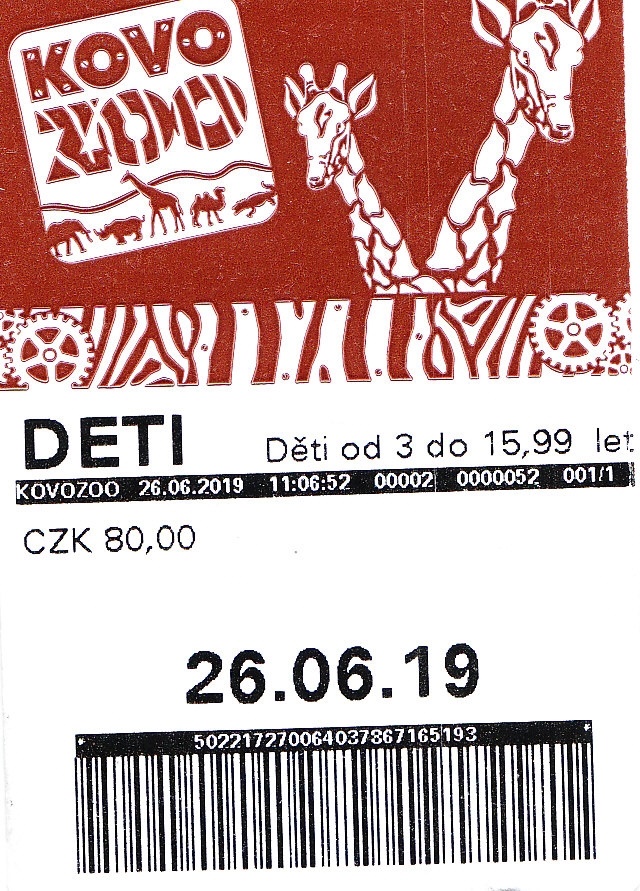 KOVO
ZOO
DETI Děti od 3 do 15,99 let
KOVOZOO 26.06.2019 11:06:52 00002 0000052 001/1
CZK 80,00
26.06.19
* 5022172700640378671651​93 *